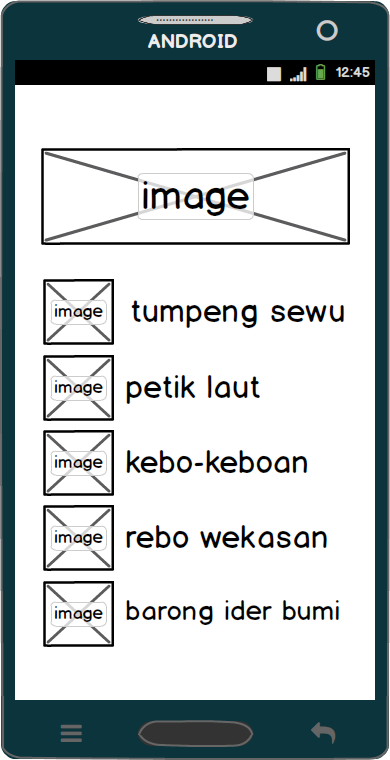 ANDROID
12:45
image
image tumpeng sewu
image petik laut
image kebo-keboan
image rebo wekasan
image barong ider bumi